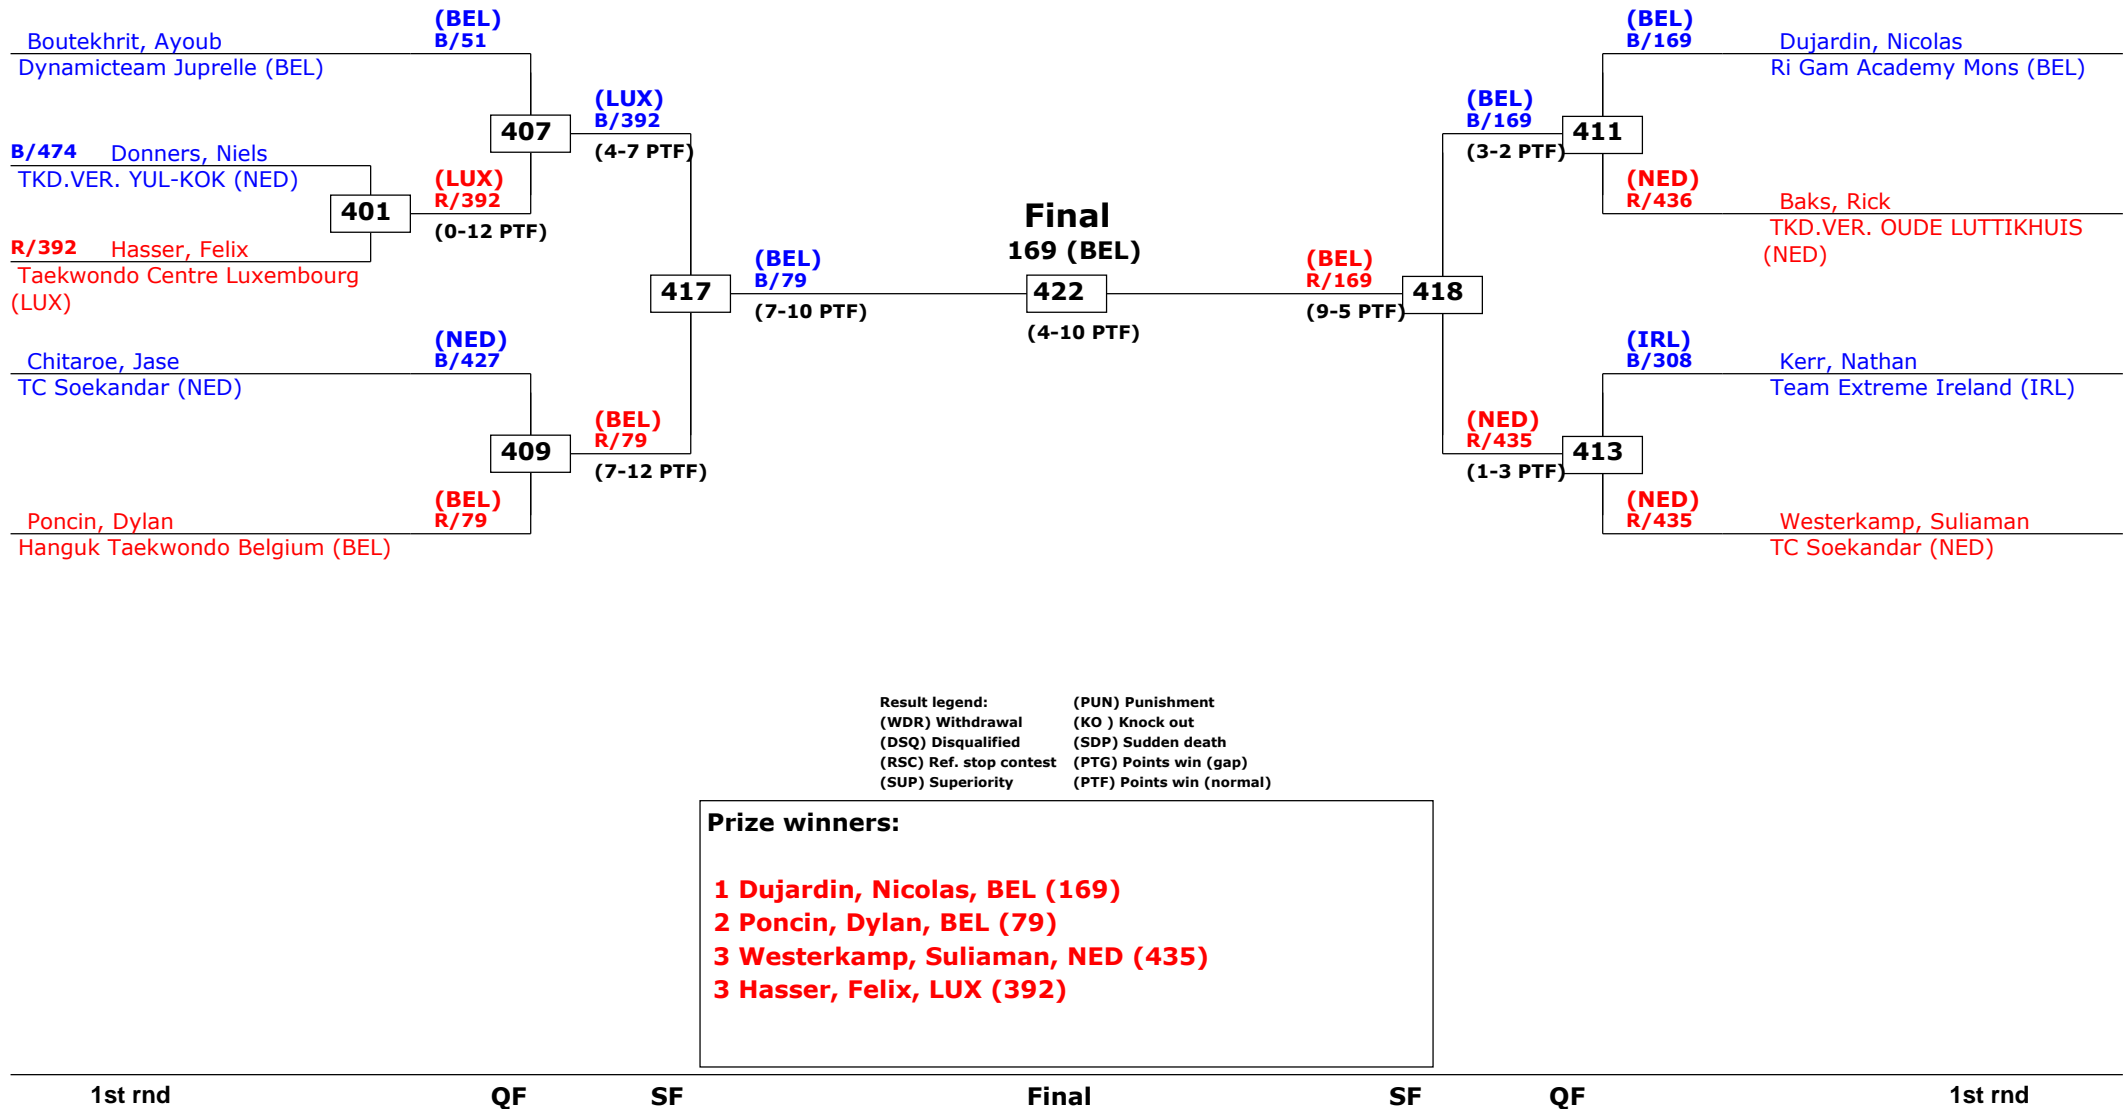 (BEL)
B/51
Boutekhrit, Ayoub
Dynamicteam Juprelle (BEL)
407
(LUX)
B/392
(4-7 PTF)
B/474 Donners, Niels
TKD.VER. YUL-KOK (NED)
401
(LUX)
R/392
(0-12 PTF)
R/392 Hasser, Felix
Taekwondo Centre Luxembourg
(LUX)
417
(BEL)
B/79
(7-10 PTF)
(NED)
B/427
Chitaroe, Jase
TC Soekandar (NED)
409
(BEL)
R/79
(7-12 PTF)
(BEL)
R/79
Poncin, Dylan
Hanguk Taekwondo Belgium (BEL)
Final
169 (BEL)
422
(4-10 PTF)
(BEL)
R/169
(9-5 PTF)
418
(BEL)
B/169
(3-2 PTF)
411
(BEL)
B/169
Dujardin, Nicolas
Ri Gam Academy Mons (BEL)
(NED)
R/436
Baks, Rick
TKD.VER. OUDE LUTTIKHUIS
(NED)
(IRL)
B/308
Kerr, Nathan
Team Extreme Ireland (IRL)
(NED)
R/435
(1-3 PTF)
413
(NED)
R/435
Westerkamp, Suliaman
TC Soekandar (NED)
Result legend: (PUN) Punishment
(WDR) Withdrawal (KO ) Knock out
(DSQ) Disqualified (SDP) Sudden death
(RSC) Ref. stop contest (PTG) Points win (gap)
(SUP) Superiority (PTF) Points win (normal)
Prize winners:
1 Dujardin, Nicolas, BEL (169)
2 Poncin, Dylan, BEL (79)
3 Westerkamp, Suliaman, NED (435)
3 Hasser, Felix, LUX (392)
1st rnd QF SF Final SF QF 1st rnd